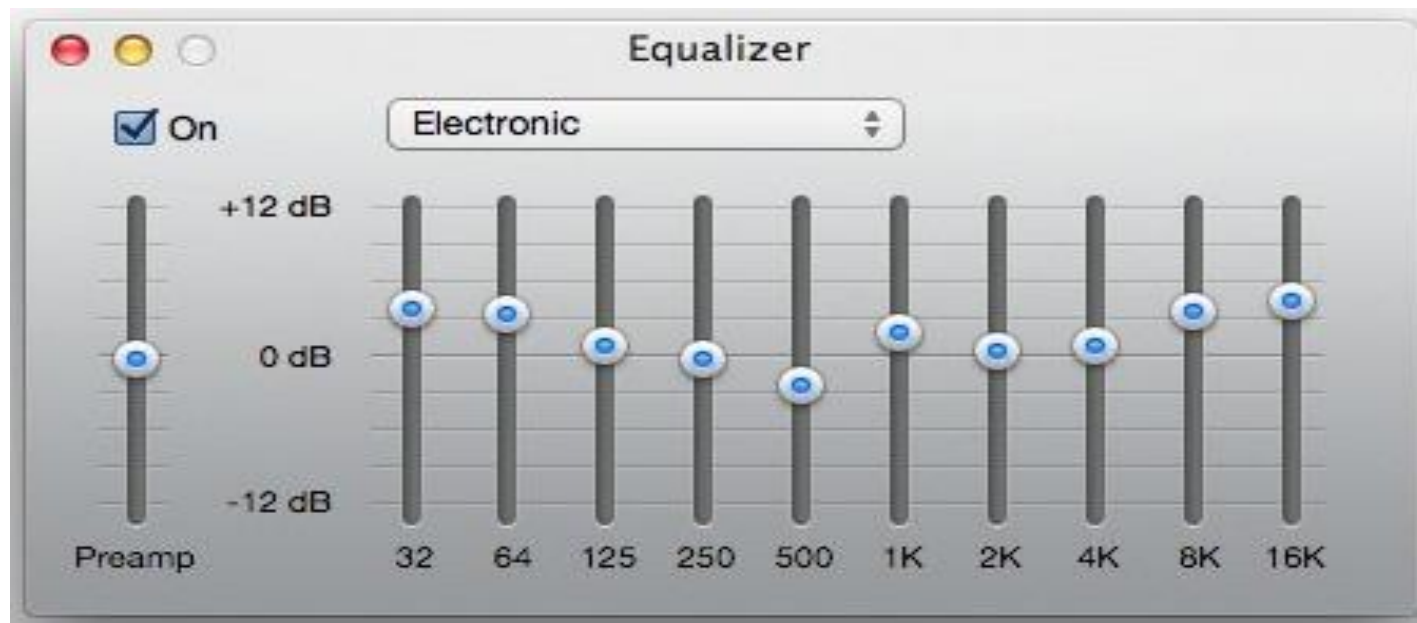 Equalizer
On
Electronic
+12 dB
0 dB
-12 dB
Preamp 32 64 125 250 500 1K 2K 4K 8K 16K